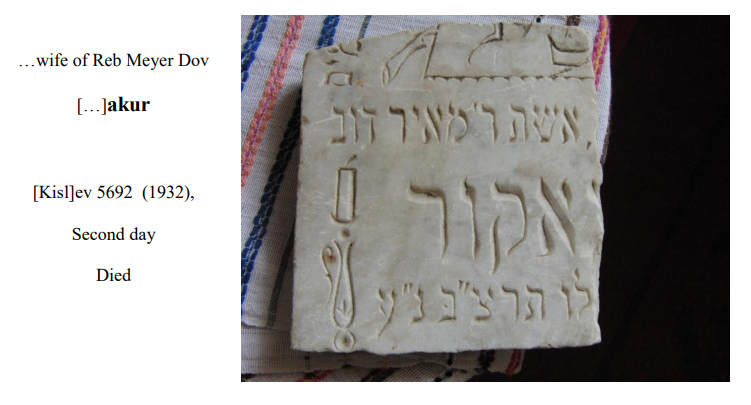 …wife of Reb Meyer Dov
[…]akur
[Kisl]ev 5692 (1932),
Second day
Died
אשת ר' מאיר דוב
אקור
לו תרצ"ב נ"ע